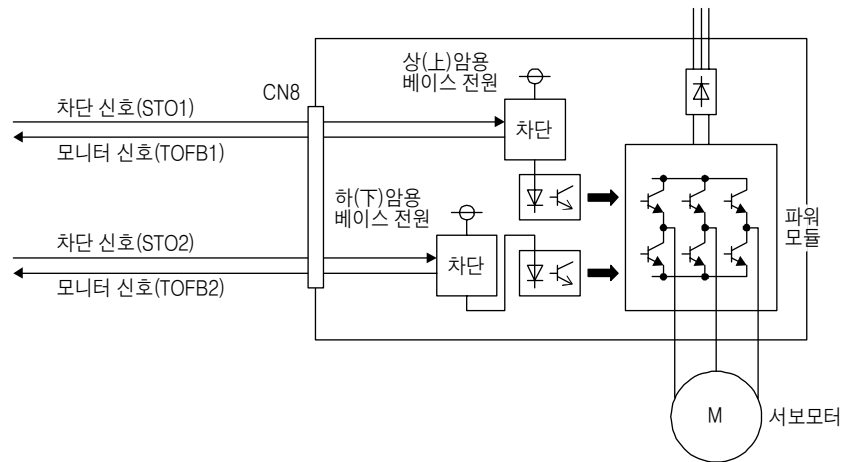 상(上)암용
베이스 전원
CN8
차단 신호(STO1)
차단
모니터 신호(TOFB1)
하(下)암용
베이스 전원
파워
모듈
차단 신호(STO2)
차단
모니터 신호(TOFB2)
M
서보모터